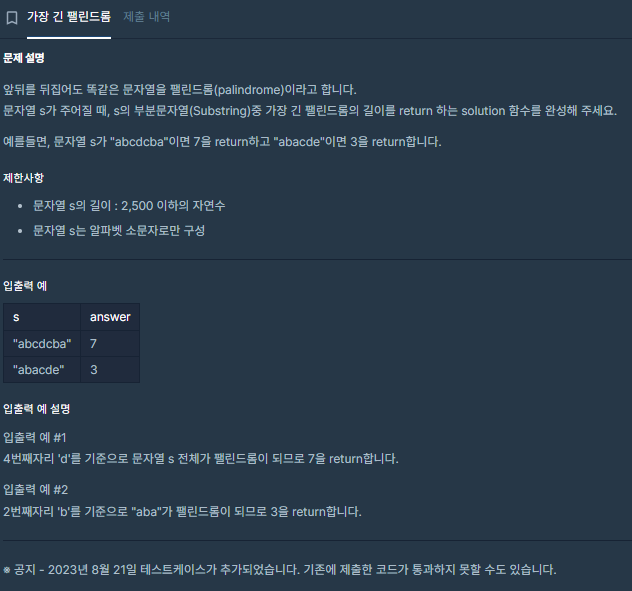 가장 긴 팰린드롬 제출 내역
문제 설명
앞뒤를 뒤집어도 똑같은 문자열을 팰린드롬(palindrome)이라고 합니다.
문자열 s가 주어질 때, s의 부분문자열(Substring)중 가장 긴 팰린드롬의 길이를 return 하는 solution 함수를 완성해 주세요.
예를들면, 문자열 s가 "abcdcba"이면 7을 return하고 "abacde"이면 3을 return합니다.
제한사항
• 문자열 s의 길이 : 2,500 이하의 자연수
• 문자열 s는 알파벳 소문자로만 구성
입출력 예
s answer
"abcdcba" 7
"abacde" 3
입출력 예 설명
입출력 예 #1
4번째자리 'd'를 기준으로 문자열 s 전체가 팰린드롬이 되므로 7을 return합니다.
입출력 예 #2
2번째자리 'b'를 기준으로 "aba"가 팰린드롬이 되므로 3을 return합니다.
※ 공지 - 2023년 8월 21일 테스트케이스가 추가되었습니다. 기존에 제출한 코드가 통과하지 못할 수도 있습니다.